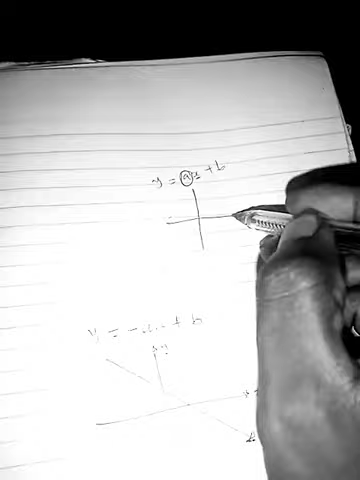 y = ax + b
y = -ax + b
y